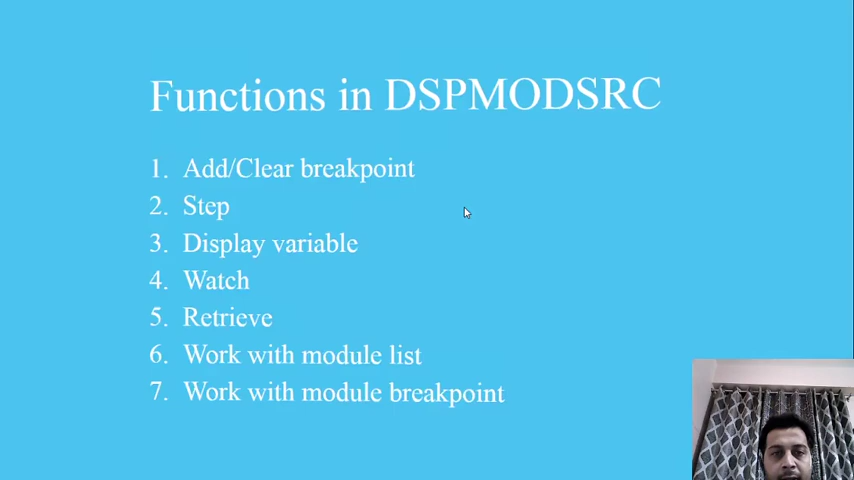 Functions in DSPMODSRC
1. Add/Clear breakpoint
2. Step
3. Display variable
4. Watch
5. Retrieve
6. Work with module list
7. Work with module breakpoint